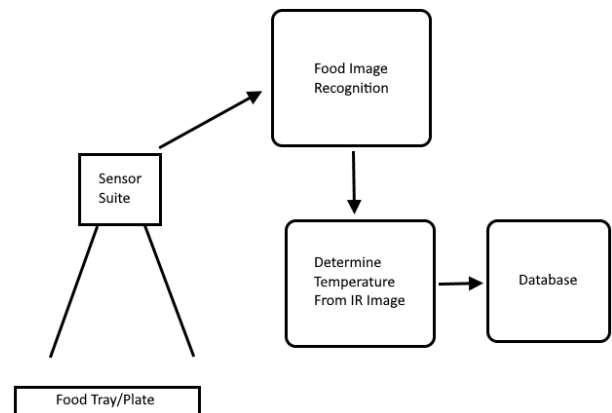 Food Image
Recognition
Sensor
Suite
Determine
Temperature
From IR Image
Database
Food Tray/Plate